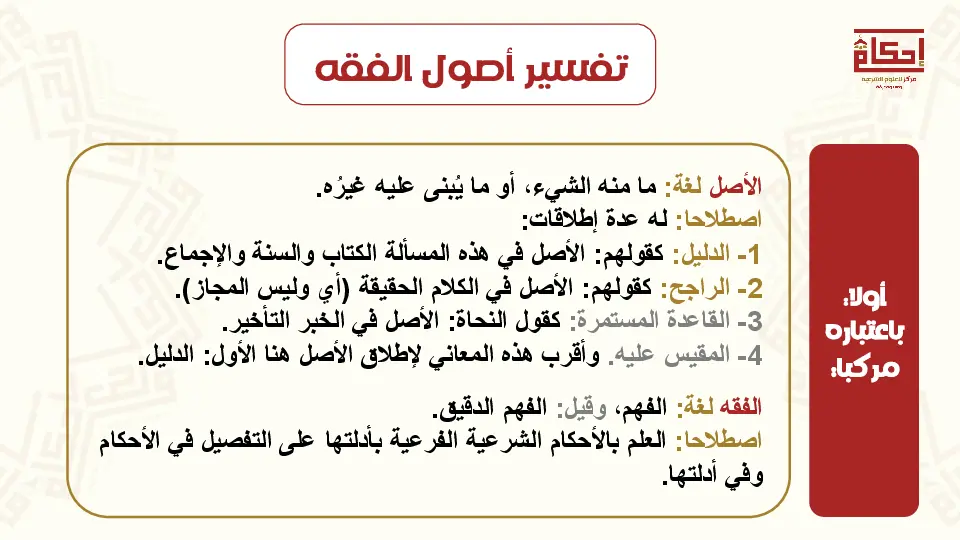 تفسير أصول الفقه
إحكام
مركز للعلوم الشرعية
أولا:
باعتباره
مركبا:
الأصل لغة: ما منه الشيء، أو ما يُبنى عليه غيرُه.
اصطلاحا: له عدة إطلاقات:
1- الدليل: كقولهم: الأصل في هذه المسألة الكتاب والسنة والإجماع.
2- الراجح: كقولهم: الأصل في الكلام الحقيقة (أي وليس المجاز).
3- القاعدة المستمرة: كقول النحاة: الأصل في الخبر التأخير.
4- المقيس عليه. وأقرب هذه المعاني لإطلاق الأصل هنا الأول: الدليل.
الفقه لغة: الفهم، وقيل: الفهم الدقيق.
اصطلاحا: العلم بالأحكام الشرعية الفرعية بأدلتها على التفصيل في الأحكام
وفي أدلتها.